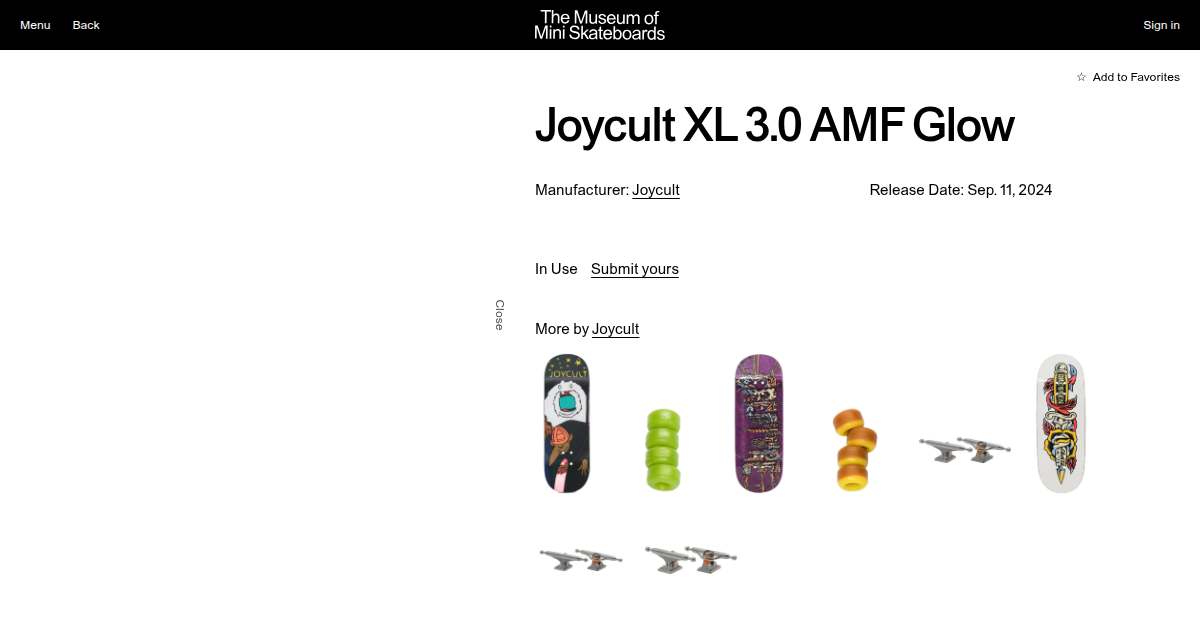 Menu
Back
The Museum of
Mini Skateboards
Sign in
☆ Add to Favorites
Joycult XL 3.0 AMF Glow
Manufacturer: Joycult
Release Date: Sep. 11, 2024
In Use
Submit yours
Close
More by Joycult
JOYCULT